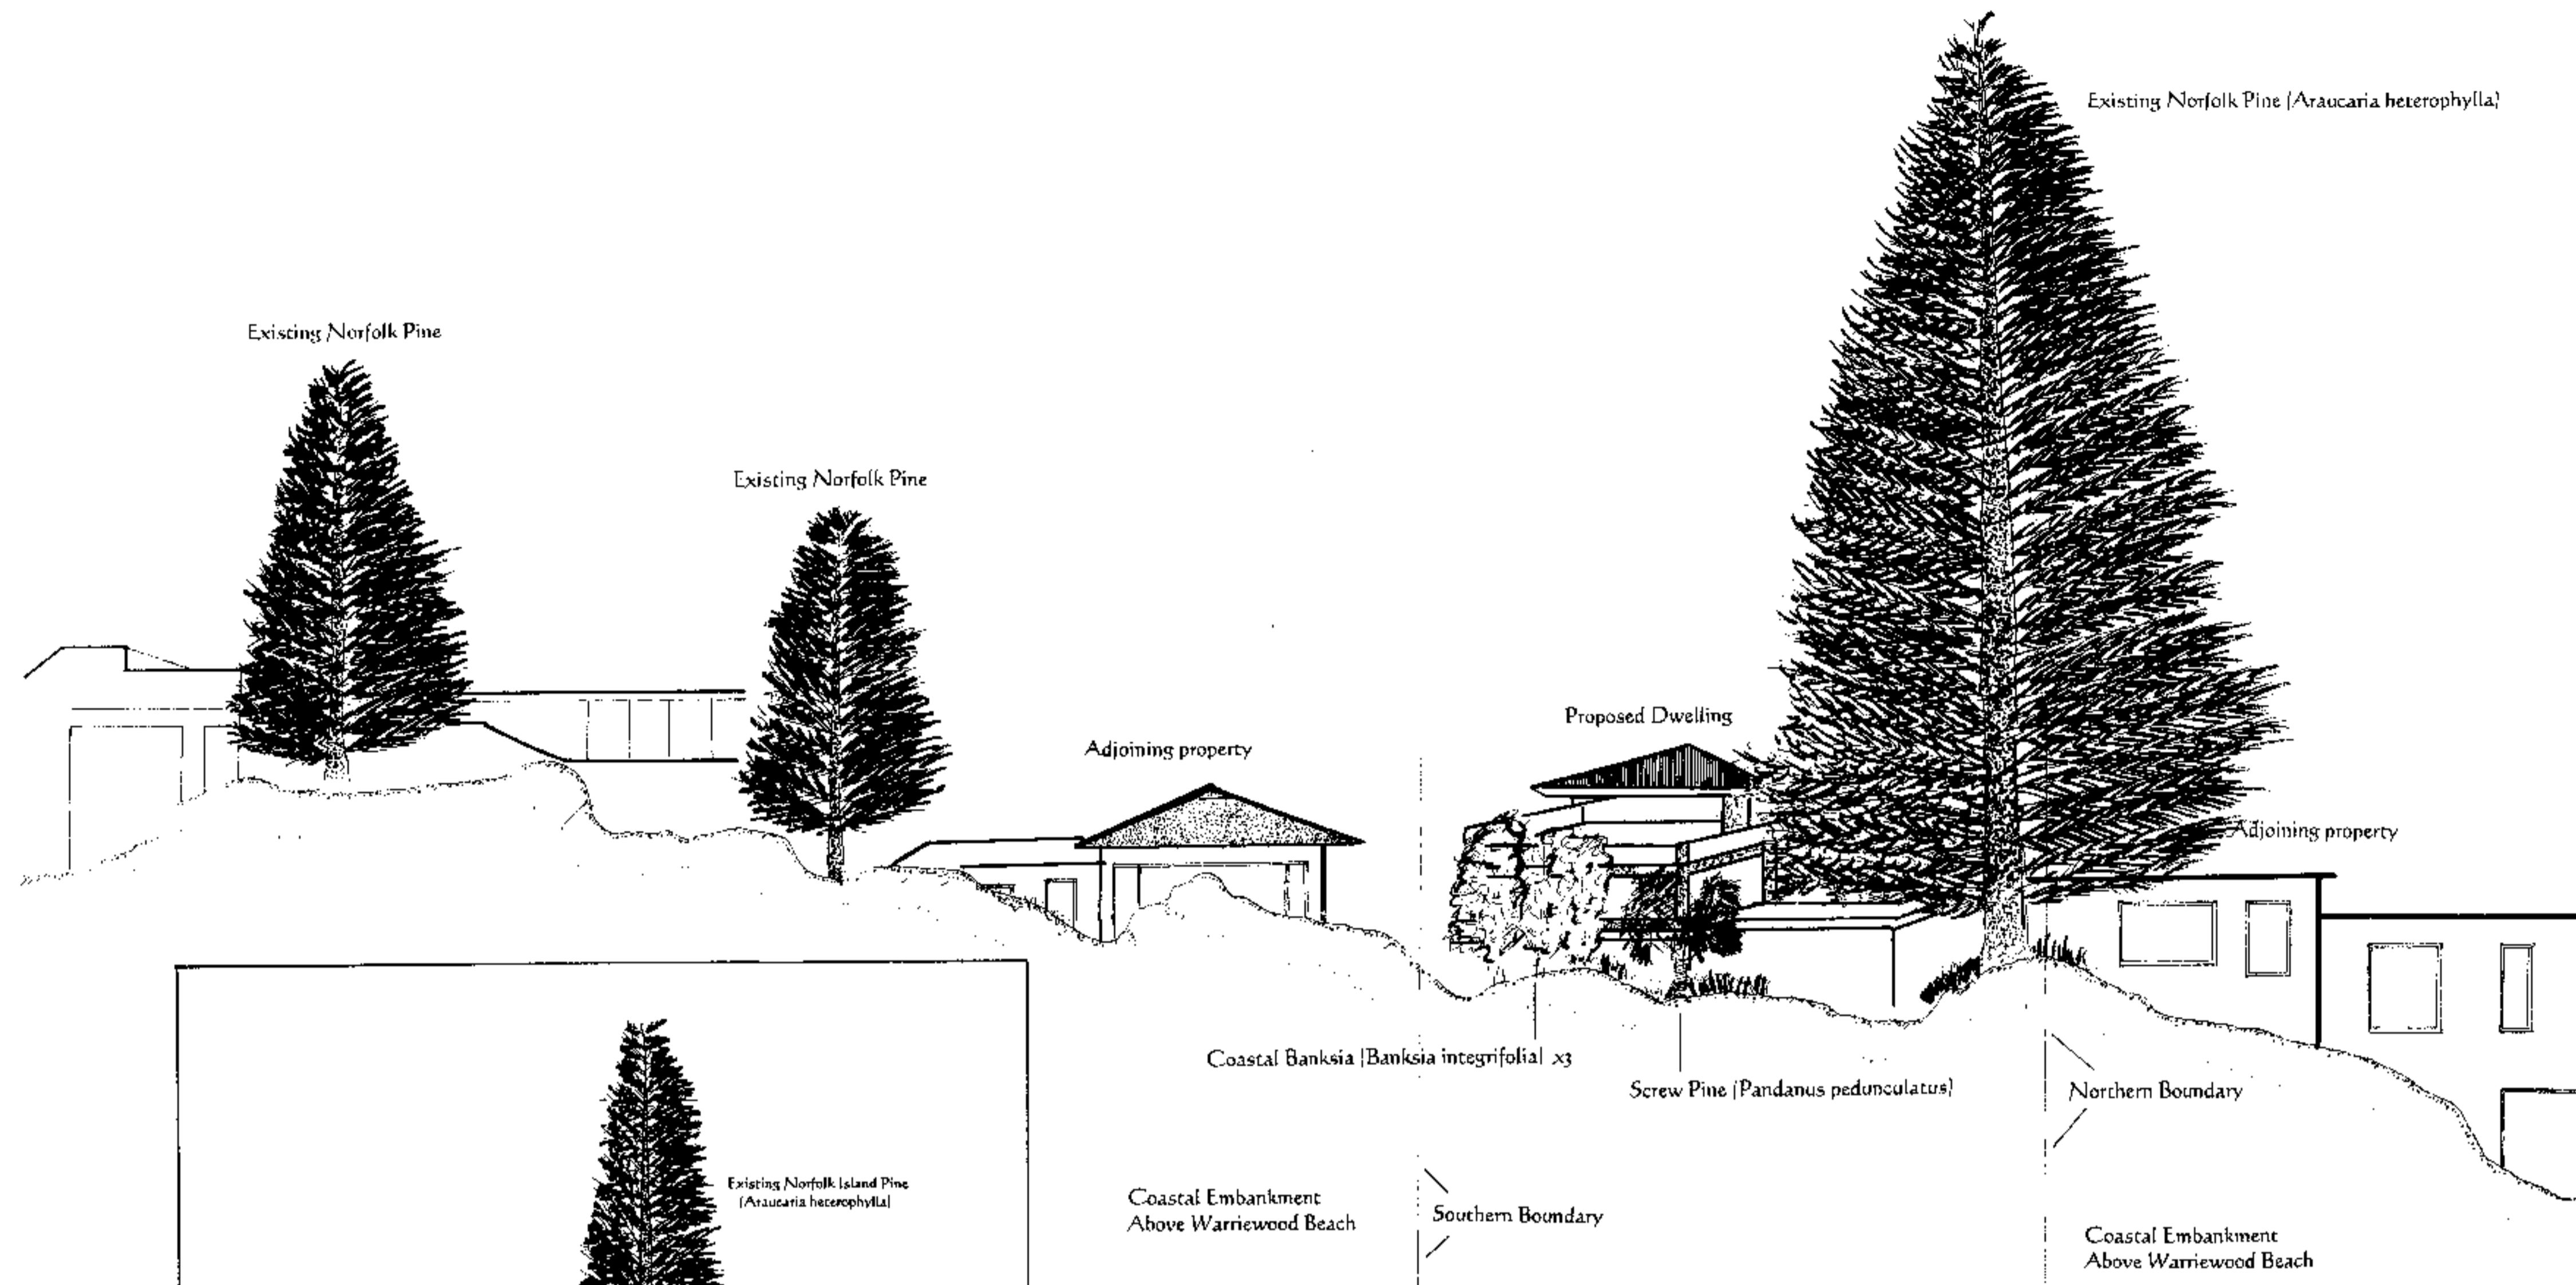 Existing Norfolk Pine (Araucaria heterophylla)
Existing Norfolk Pine
Existing Norfolk Pine
Proposed Dwelling
Adjoining property
Adjoining property
Coastal Banksia (Banksia integrifolia) x3
Screw Pine (Pandanus pedunculatus)
Northern Boundary
Existing Norfolk Island Pine
(Araucaria heterophylla)
Coastal Embankment
Above Warriewood Beach
Southern Boundary
Coastal Embankment
Above Warriewood Beach